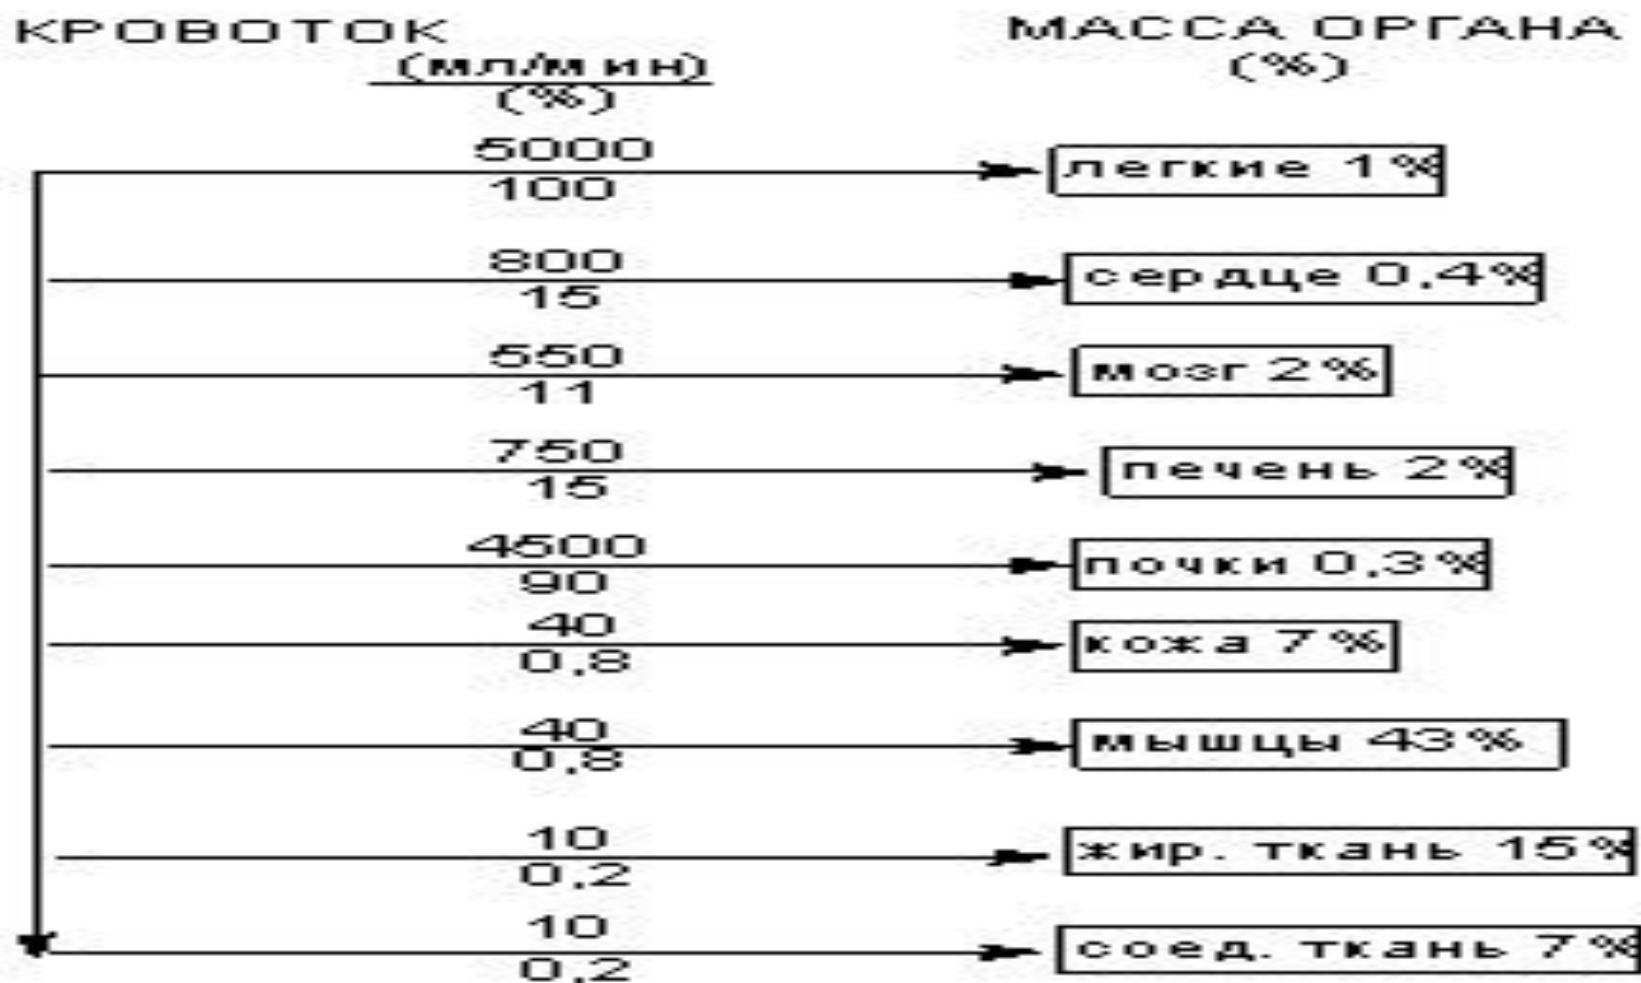 КРОВОТОК МАССА ОРГАНА
(мл/мин) (%)
(%)
5000
легкие 1%
100
800
сердце 0,4%
15
550
мозг 2%
11
750
печень 2%
15
4500
почки 0,3%
90
40
кожа 7%
0,8
40
мышцы 43%
0,8
10
жир. ткань 15%
0,2
10
соед. ткань 7%
0,2